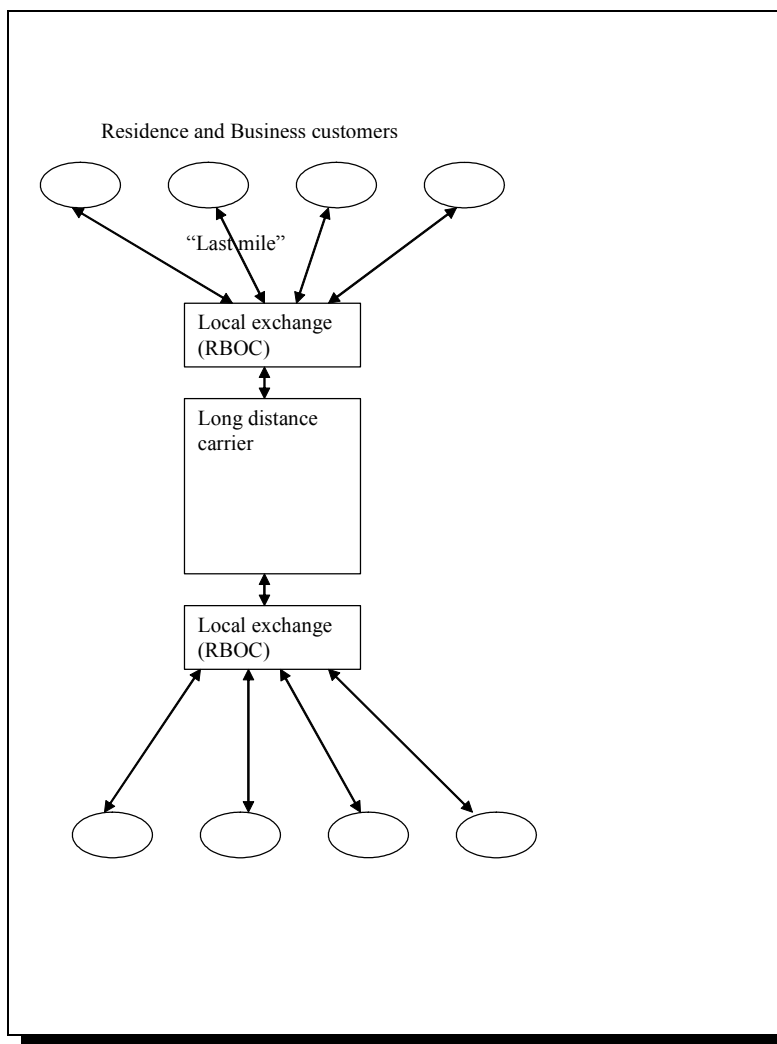 Residence and Business customers
“Last mile”
Local exchange
(RBOC)
Long distance
carrier
Local exchange
(RBOC)